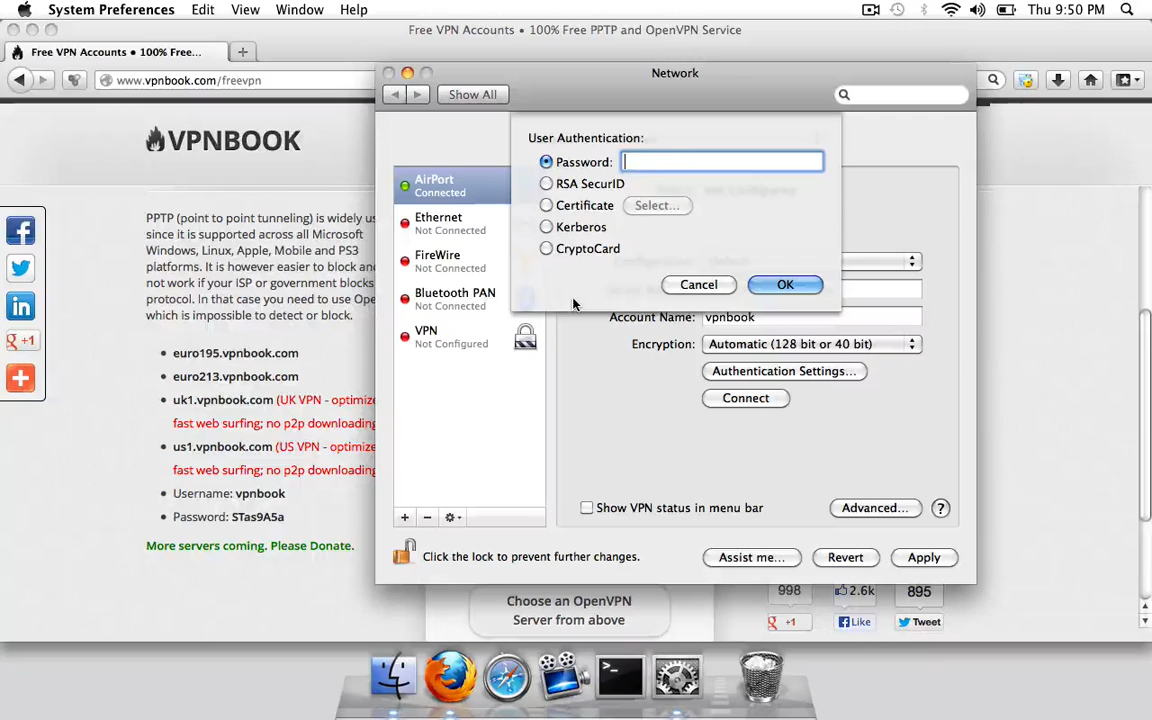 System Preferences Edit View Window Help
Thu 9:50 PM
Free VPN Accounts • 100% Free PPTP and OpenVPN Service
Free VPN Accounts • 100% Free...
www.vpnbook.com/freevpn
Network
Show All
VPNBOOK
PPTP (point to point tunneling) is widely us
since it is supported across all Microsoft
Windows, Linux, Apple, Mobile and PS3
platforms. It is however easier to block and
not work if your ISP or government blocks
protocol. In that case you need to use Ope
which is impossible to detect or block.
euro195.vpnbook.com
euro213.vpnbook.com
uk1.vpnbook.com (UK VPN - optimize
fast web surfing; no p2p downloading
us1.vpnbook.com (US VPN - optimize
fast web surfing; no p2p downloading
Username: vpnbook
Password: STas9A5a
More servers coming. Please Donate.
+1
AirPort
Connected
Ethernet
Not Connected
FireWire
Not Connected
Bluetooth PAN
Not Connected
VPN
Not Configured
User Authentication:
Password:
RSA SecurID
Certificate Select...
Kerberos
CryptoCard
Cancel OK
Account Name: vpnbook
Encryption: Automatic (128 bit or 40 bit)
Authentication Settings...
Connect
Show VPN status in menu bar
Advanced... ?
Click the lock to prevent further changes.
Assist me... Revert Apply
Choose an OpenVPN
Server from above
998 2.6k 895
+1 Like Tweet